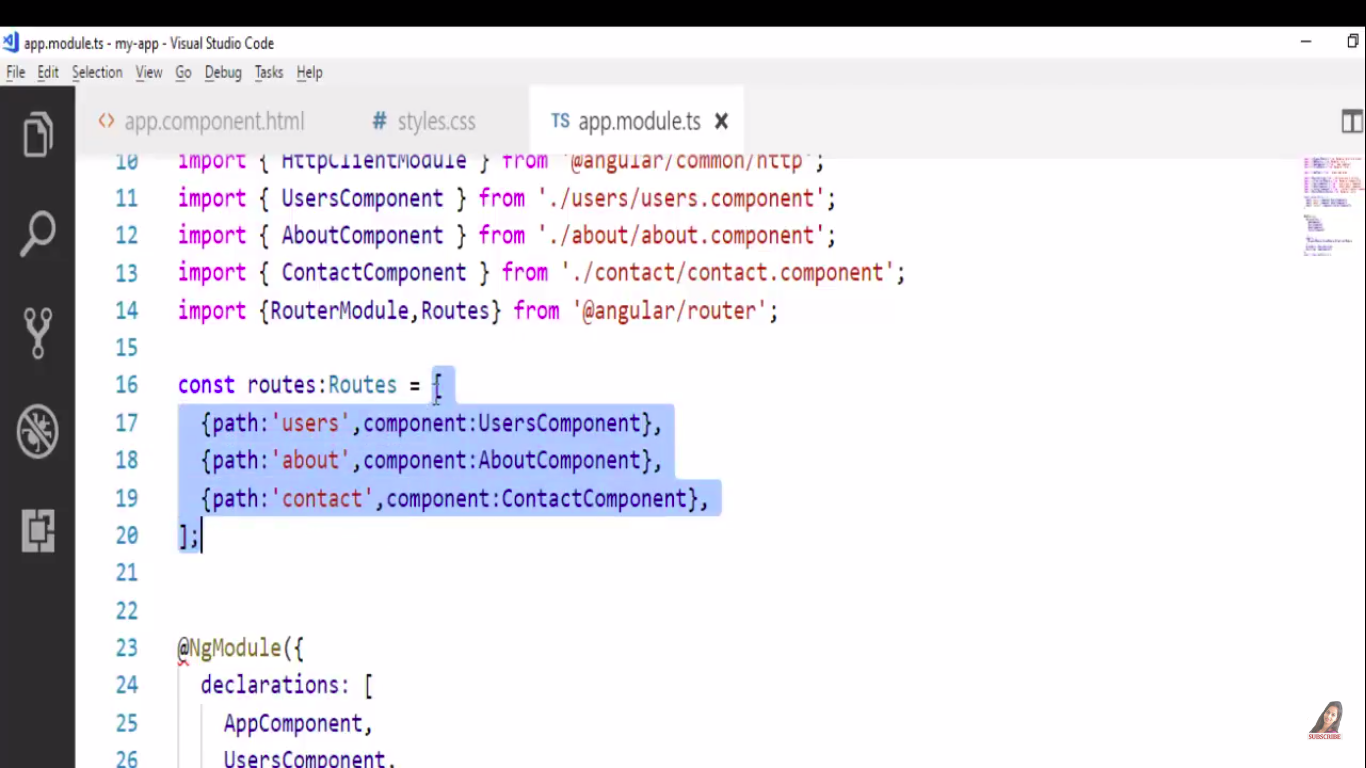 app.module.ts - my-app - Visual Studio Code
File Edit Selection View Go Debug Tasks Help
<> app.component.html # styles.css TS app.module.ts ×
10 import { HttpClientModule } from '@angular/common/http';
11 import { UsersComponent } from './users/users.component';
12 import { AboutComponent } from './about/about.component';
13 import { ContactComponent } from './contact/contact.component';
14 import {RouterModule,Routes} from '@angular/router';
15
16 const routes:Routes = [
17 {path:'users',component:UsersComponent},
18 {path:'about',component:AboutComponent},
19 {path:'contact',component:ContactComponent},
20 ];
21
22
23 @NgModule({
24 declarations: [
25 AppComponent,
26 UsersComponent,
SUBSCRIBE